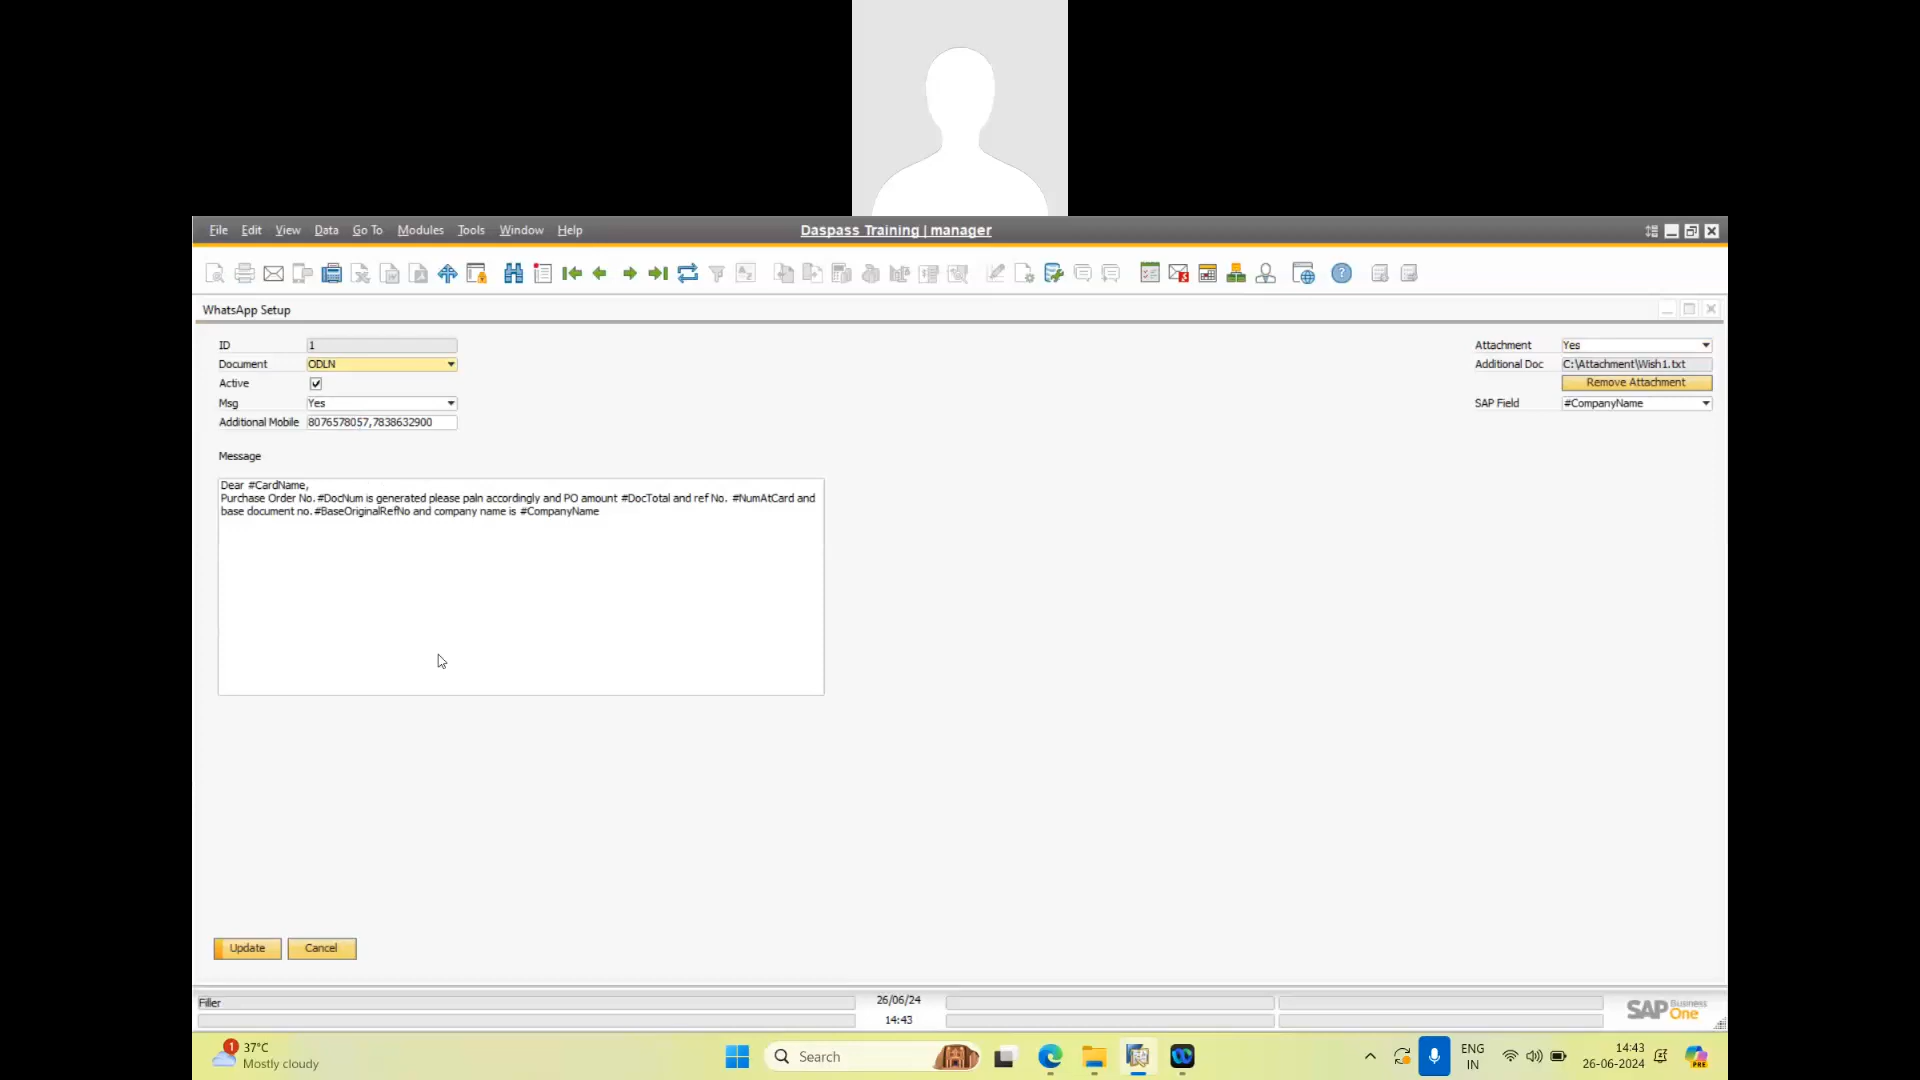 File Edit View Data Go To Modules Tools Window Help
Daspass Training | manager
WhatsApp Setup
ID 1
Document ODLN
Active
Msg Yes
Additional Mobile 8076578057,7838632900
Attachment Yes
Additional Doc C:\Attachment\Wish1.txt
Remove Attachment
SAP Field #CompanyName
Message
Dear #CardName,
Purchase Order No. #DocNum is generated please paln accordingly and PO amount #DocTotal and ref No. #NumAtCard and
base document no. #BaseOriginalRefNo and company name is #CompanyName
Update Cancel
Filler
26/06/24
14:43
SAP Business One
1
37°C
Mostly cloudy
Search
ENG
IN
14:43
26-06-2024
PRE